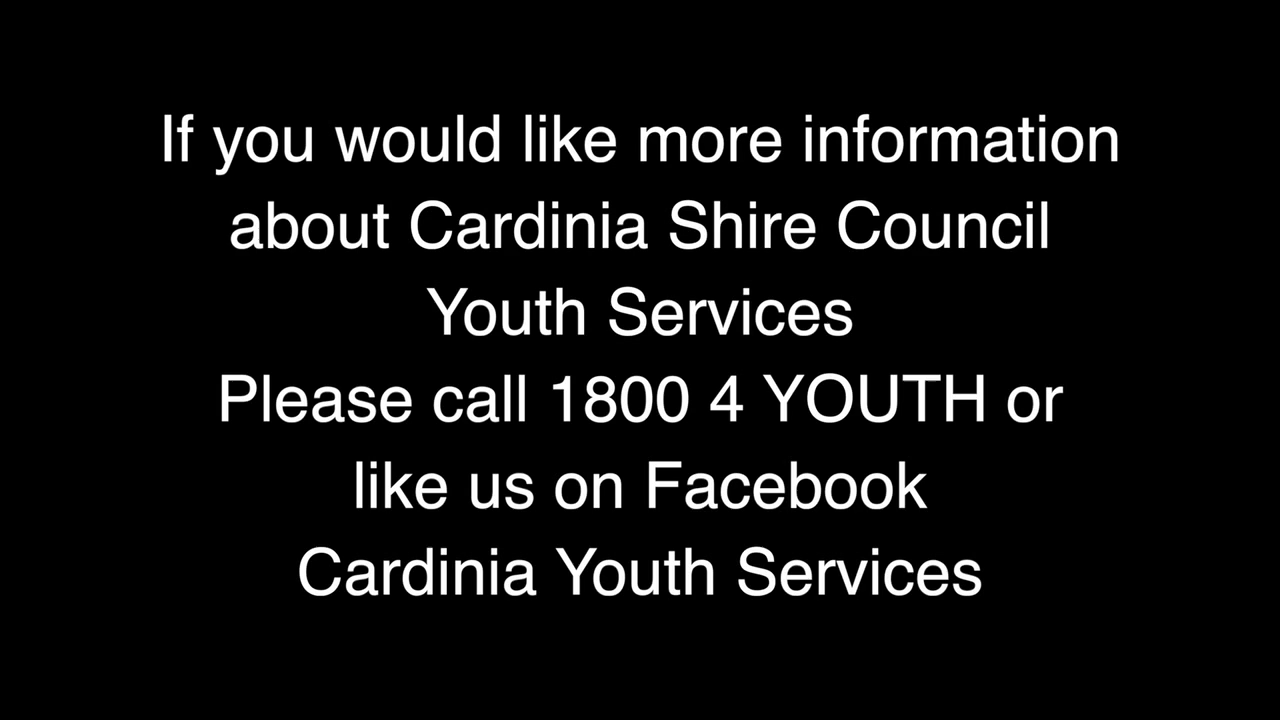 If you would like more information
about Cardinia Shire Council
Youth Services
Please call 1800 4 YOUTH or
like us on Facebook
Cardinia Youth Services